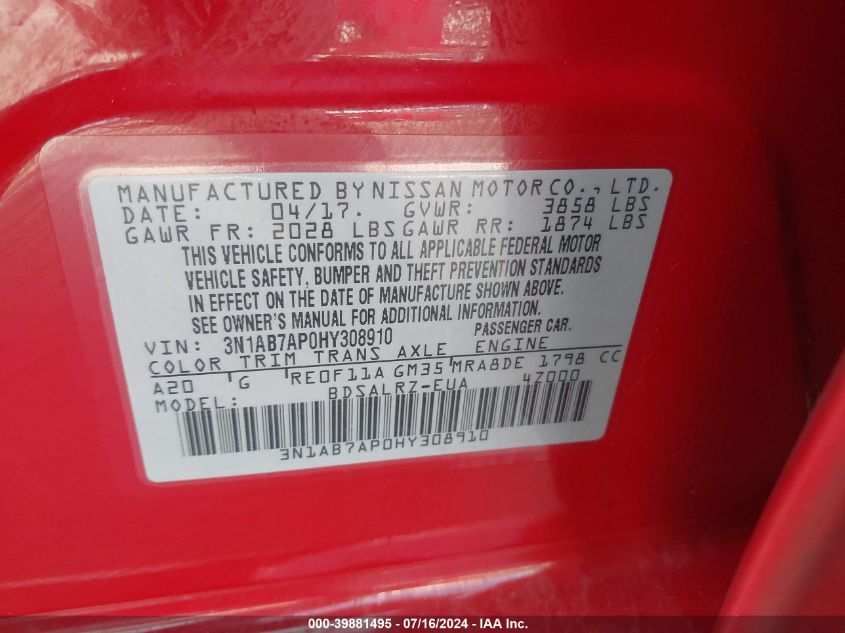 MANUFACTURED BY NISSAN MOTOR CO., LTD.
DATE: 04/17. GVWR: 3858 LBS
GAWR FR: 2028 LBS GAWR RR: 1874 LBS
THIS VEHICLE CONFORMS TO ALL APPLICABLE FEDERAL MOTOR
VEHICLE SAFETY, BUMPER AND THEFT PREVENTION STANDARDS
IN EFFECT ON THE DATE OF MANUFACTURE SHOWN ABOVE.
SEE OWNER'S MANUAL FOR ADDITIONAL INFORMATION.
VIN: 3N1AB7AP0HY308910 PASSENGER CAR.
COLOR TRIM TRANS AXLE ENGINE
A20 G RE0F11A GM35 MRA8DE 1798 CC
MODEL: BDSALRZ-EUA 47000
3N1AB7AP0HY308910
000-39881495 - 07/16/2024 - IAA Inc.